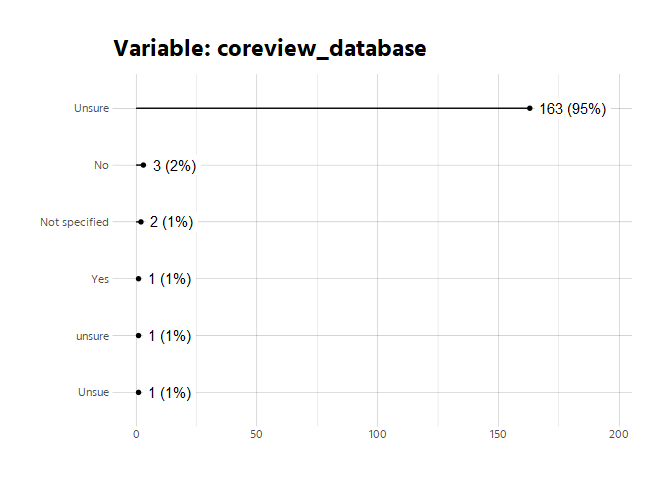 Variable: coreview_database
Unsure 163 (95%)
No 3 (2%)
Not specified 2 (1%)
Yes 1 (1%)
unsure 1 (1%)
Unsue 1 (1%)
0 50 100 150 200